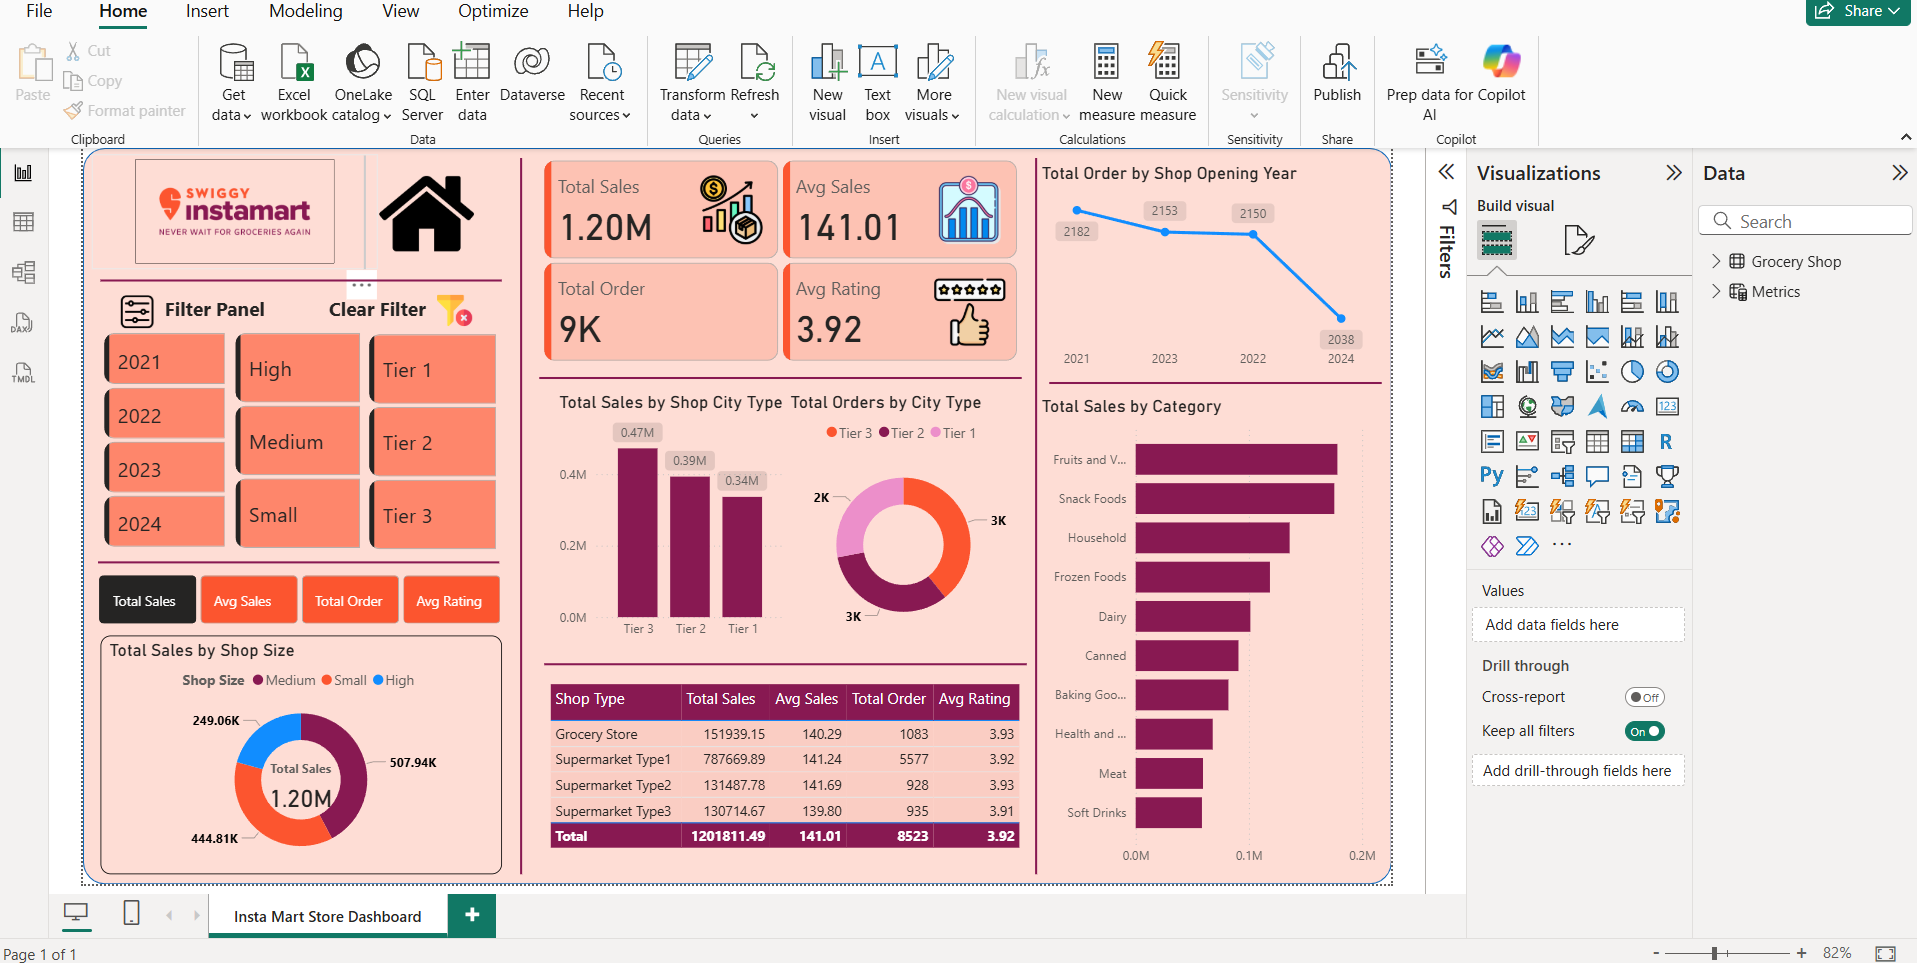 File Home Insert Modeling View Optimize Help
Share
Paste
Cut
Copy
Format painter
Clipboard
Get data
Excel workbook
OneLake catalog
SQL Server
Enter data
Dataverse
Recent sources
Data
Transform data
Refresh
Queries
New visual
Text box
More visuals
Insert
New visual calculation
New measure
Quick measure
Calculations
Sensitivity
Sensitivity
Publish
Share
Prep data for AI
Copilot
Copilot
DAX
TMDL
SWIGGY
instamart
NEVER WAIT FOR GROCERIES AGAIN
Filter Panel
Clear Filter
2021
2022
2023
2024
High
Medium
Small
Tier 1
Tier 2
Tier 3
Total Sales
Avg Sales
Total Order
Avg Rating
Total Sales by Shop Size
Shop Size Medium Small High
249.06K
507.94K
444.81K
Total Sales
1.20M
Total Sales
1.20M
Avg Sales
141.01
Total Order
9K
Avg Rating
3.92
Total Sales by Shop City Type
0.47M
0.39M
0.34M
0.4M
0.2M
0.0M
Tier 3 Tier 2 Tier 1
Total Orders by City Type
Tier 3 Tier 2 Tier 1
2K
3K
3K
Shop Type Total Sales Avg Sales Total Order Avg Rating
Grocery Store 151939.15 140.29 1083 3.93
Supermarket Type1 787669.89 141.24 5577 3.92
Supermarket Type2 131487.78 141.69 928 3.93
Supermarket Type3 130714.67 139.80 935 3.91
Total 1201811.49 141.01 8523 3.92
Total Order by Shop Opening Year
2182
2153
2150
2038
2021 2023 2022 2024
Total Sales by Category
Fruits and V...
Snack Foods
Household
Frozen Foods
Dairy
Canned
Baking Goo...
Health and ...
Meat
Soft Drinks
0.0M 0.1M 0.2M
Filters
Visualizations
Build visual
123
R
Py
123
Values
Add data fields here
Drill through
Cross-report Off
Keep all filters On
Add drill-through fields here
Data
Search
Grocery Shop
Metrics
Insta Mart Store Dashboard
Page 1 of 1
82%